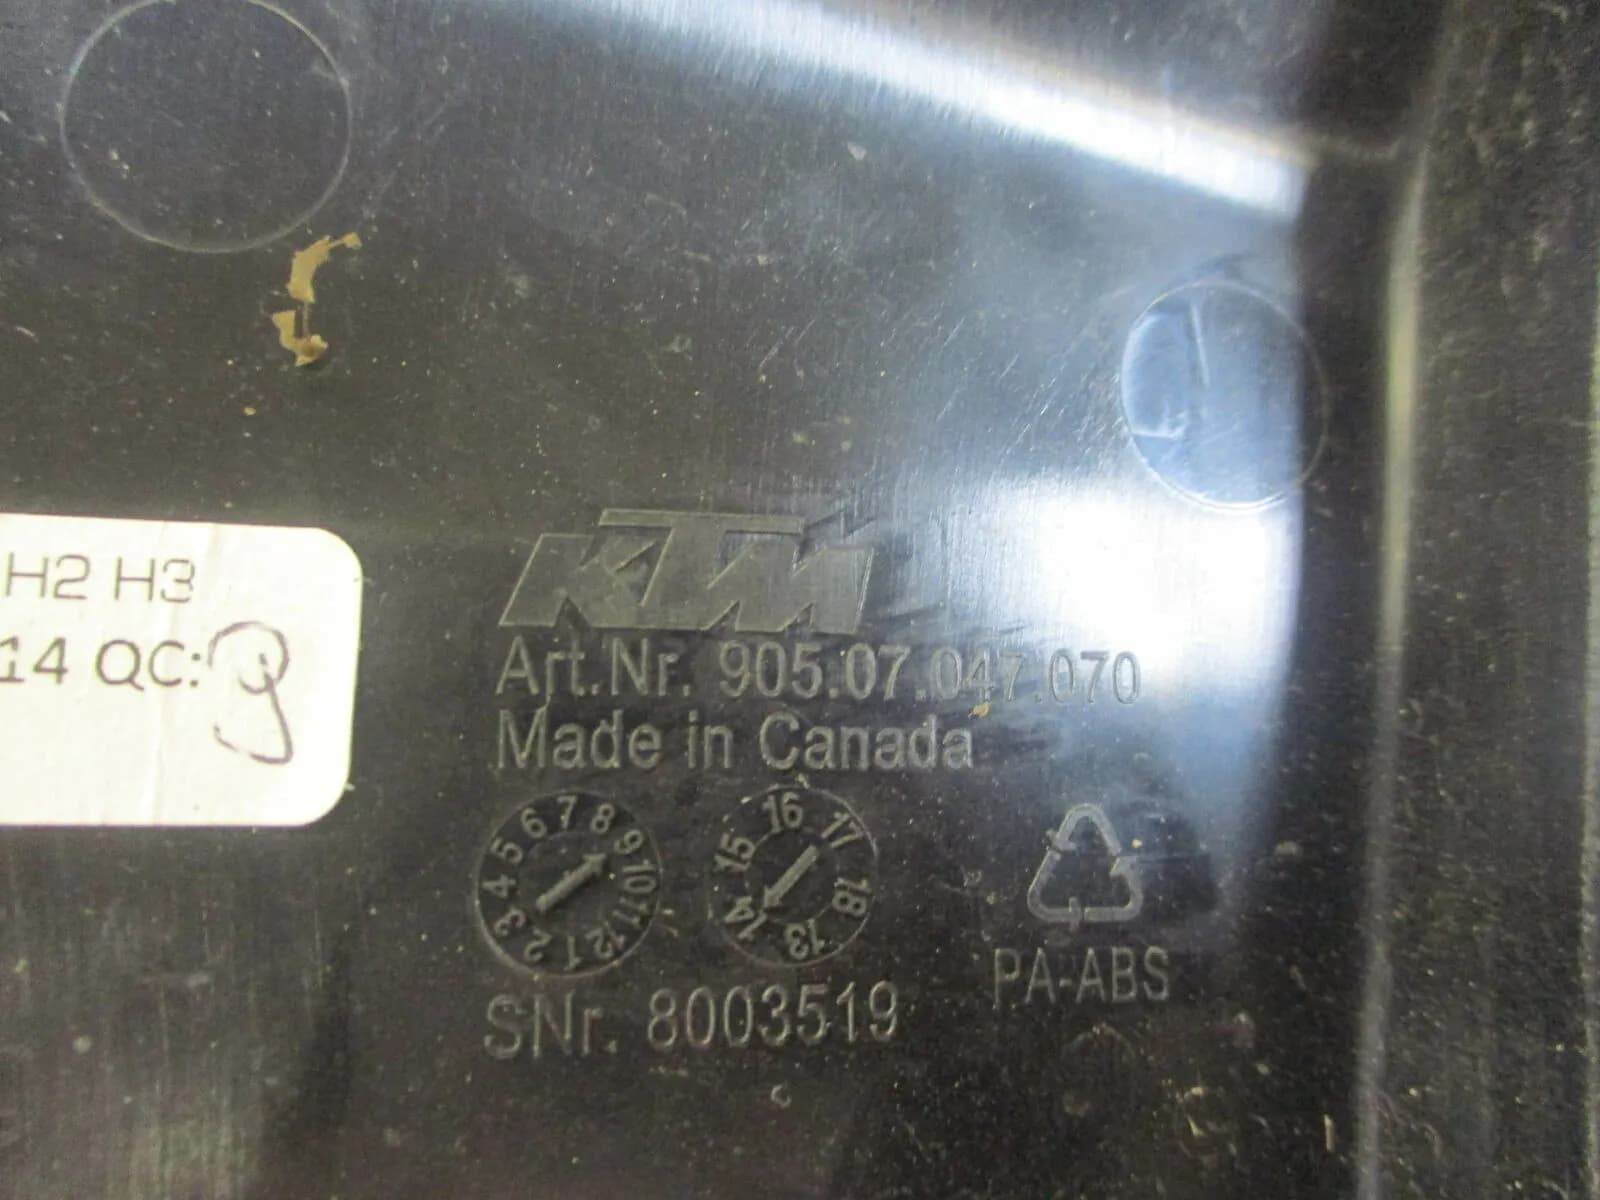 H2 H3
14 QC:
KTM
Art.Nr. 905.07.047.070
Made in Canada
1 2 3 4 5 6 7 8 9 10 11 12
13 14 15 16 17 18
PA-ABS
SNr. 8003519